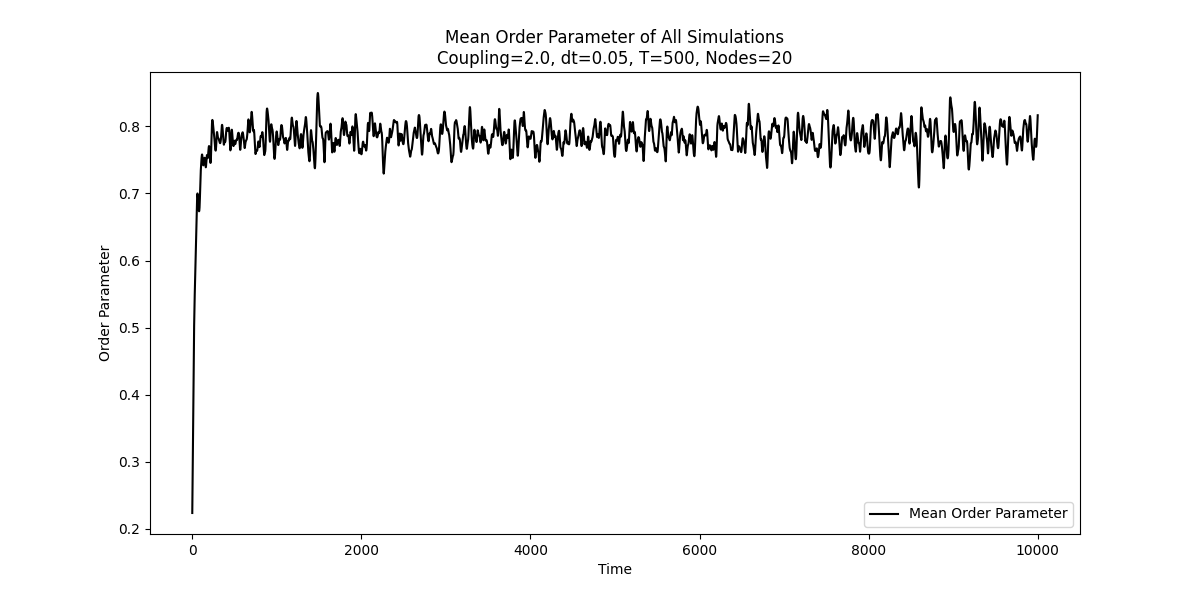 Mean Order Parameter of All Simulations
Coupling=2.0, dt=0.05, T=500, Nodes=20
Order Parameter
0.8
0.7
0.6
0.5
0.4
0.3
0.2
Mean Order Parameter
0 2000 4000 6000 8000 10000
Time